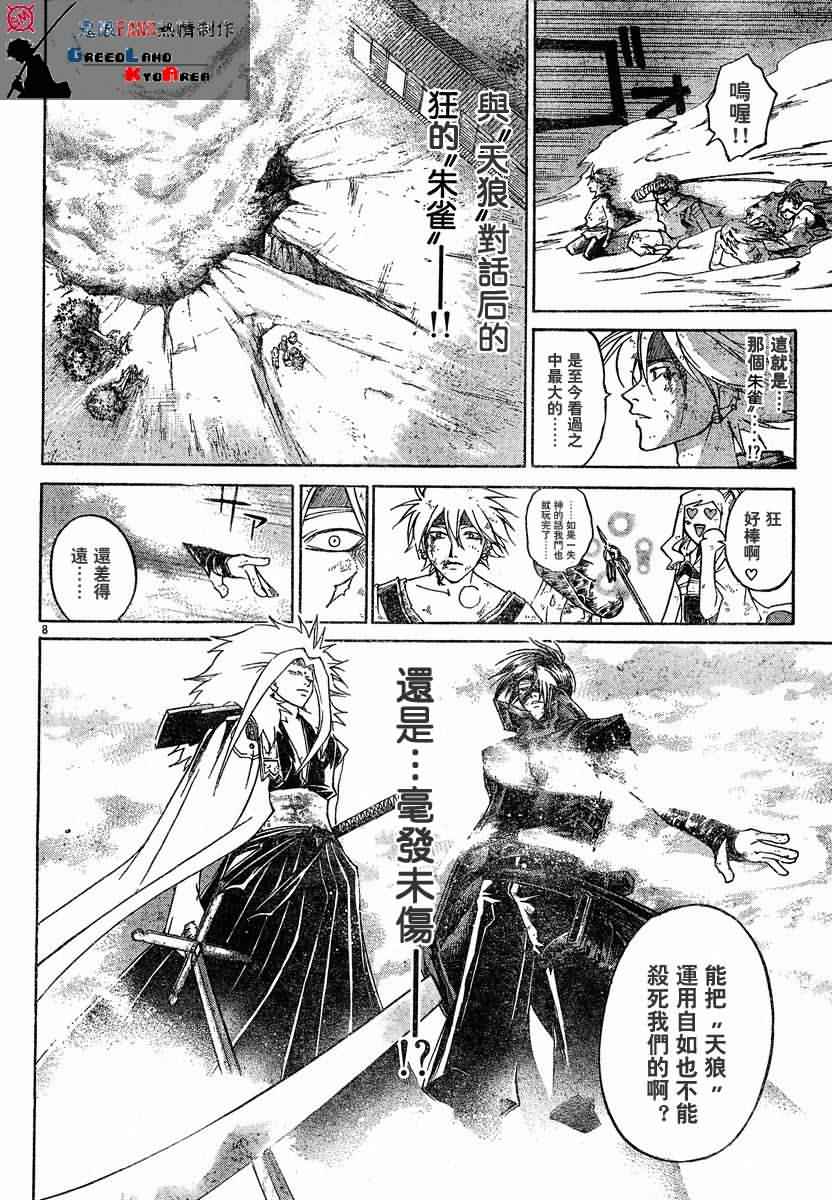 鬼眼FANS熱情制作
GREEDLAND
KYOAREA
ゴ
ォ
嗚喔!!
與〝天狼〞對話后的
狂的〝朱雀〞——!!
這就是…
那個朱雀〞……!?
是至今看過之
中最大的……
狂
好棒啊♡
……如果一失
神的話我門也
就玩完了……
ザァ
還差得
遠……
8
還是…毫發未傷——!?
能把〝天狼〞
運用自如也不能
殺死我們的啊？